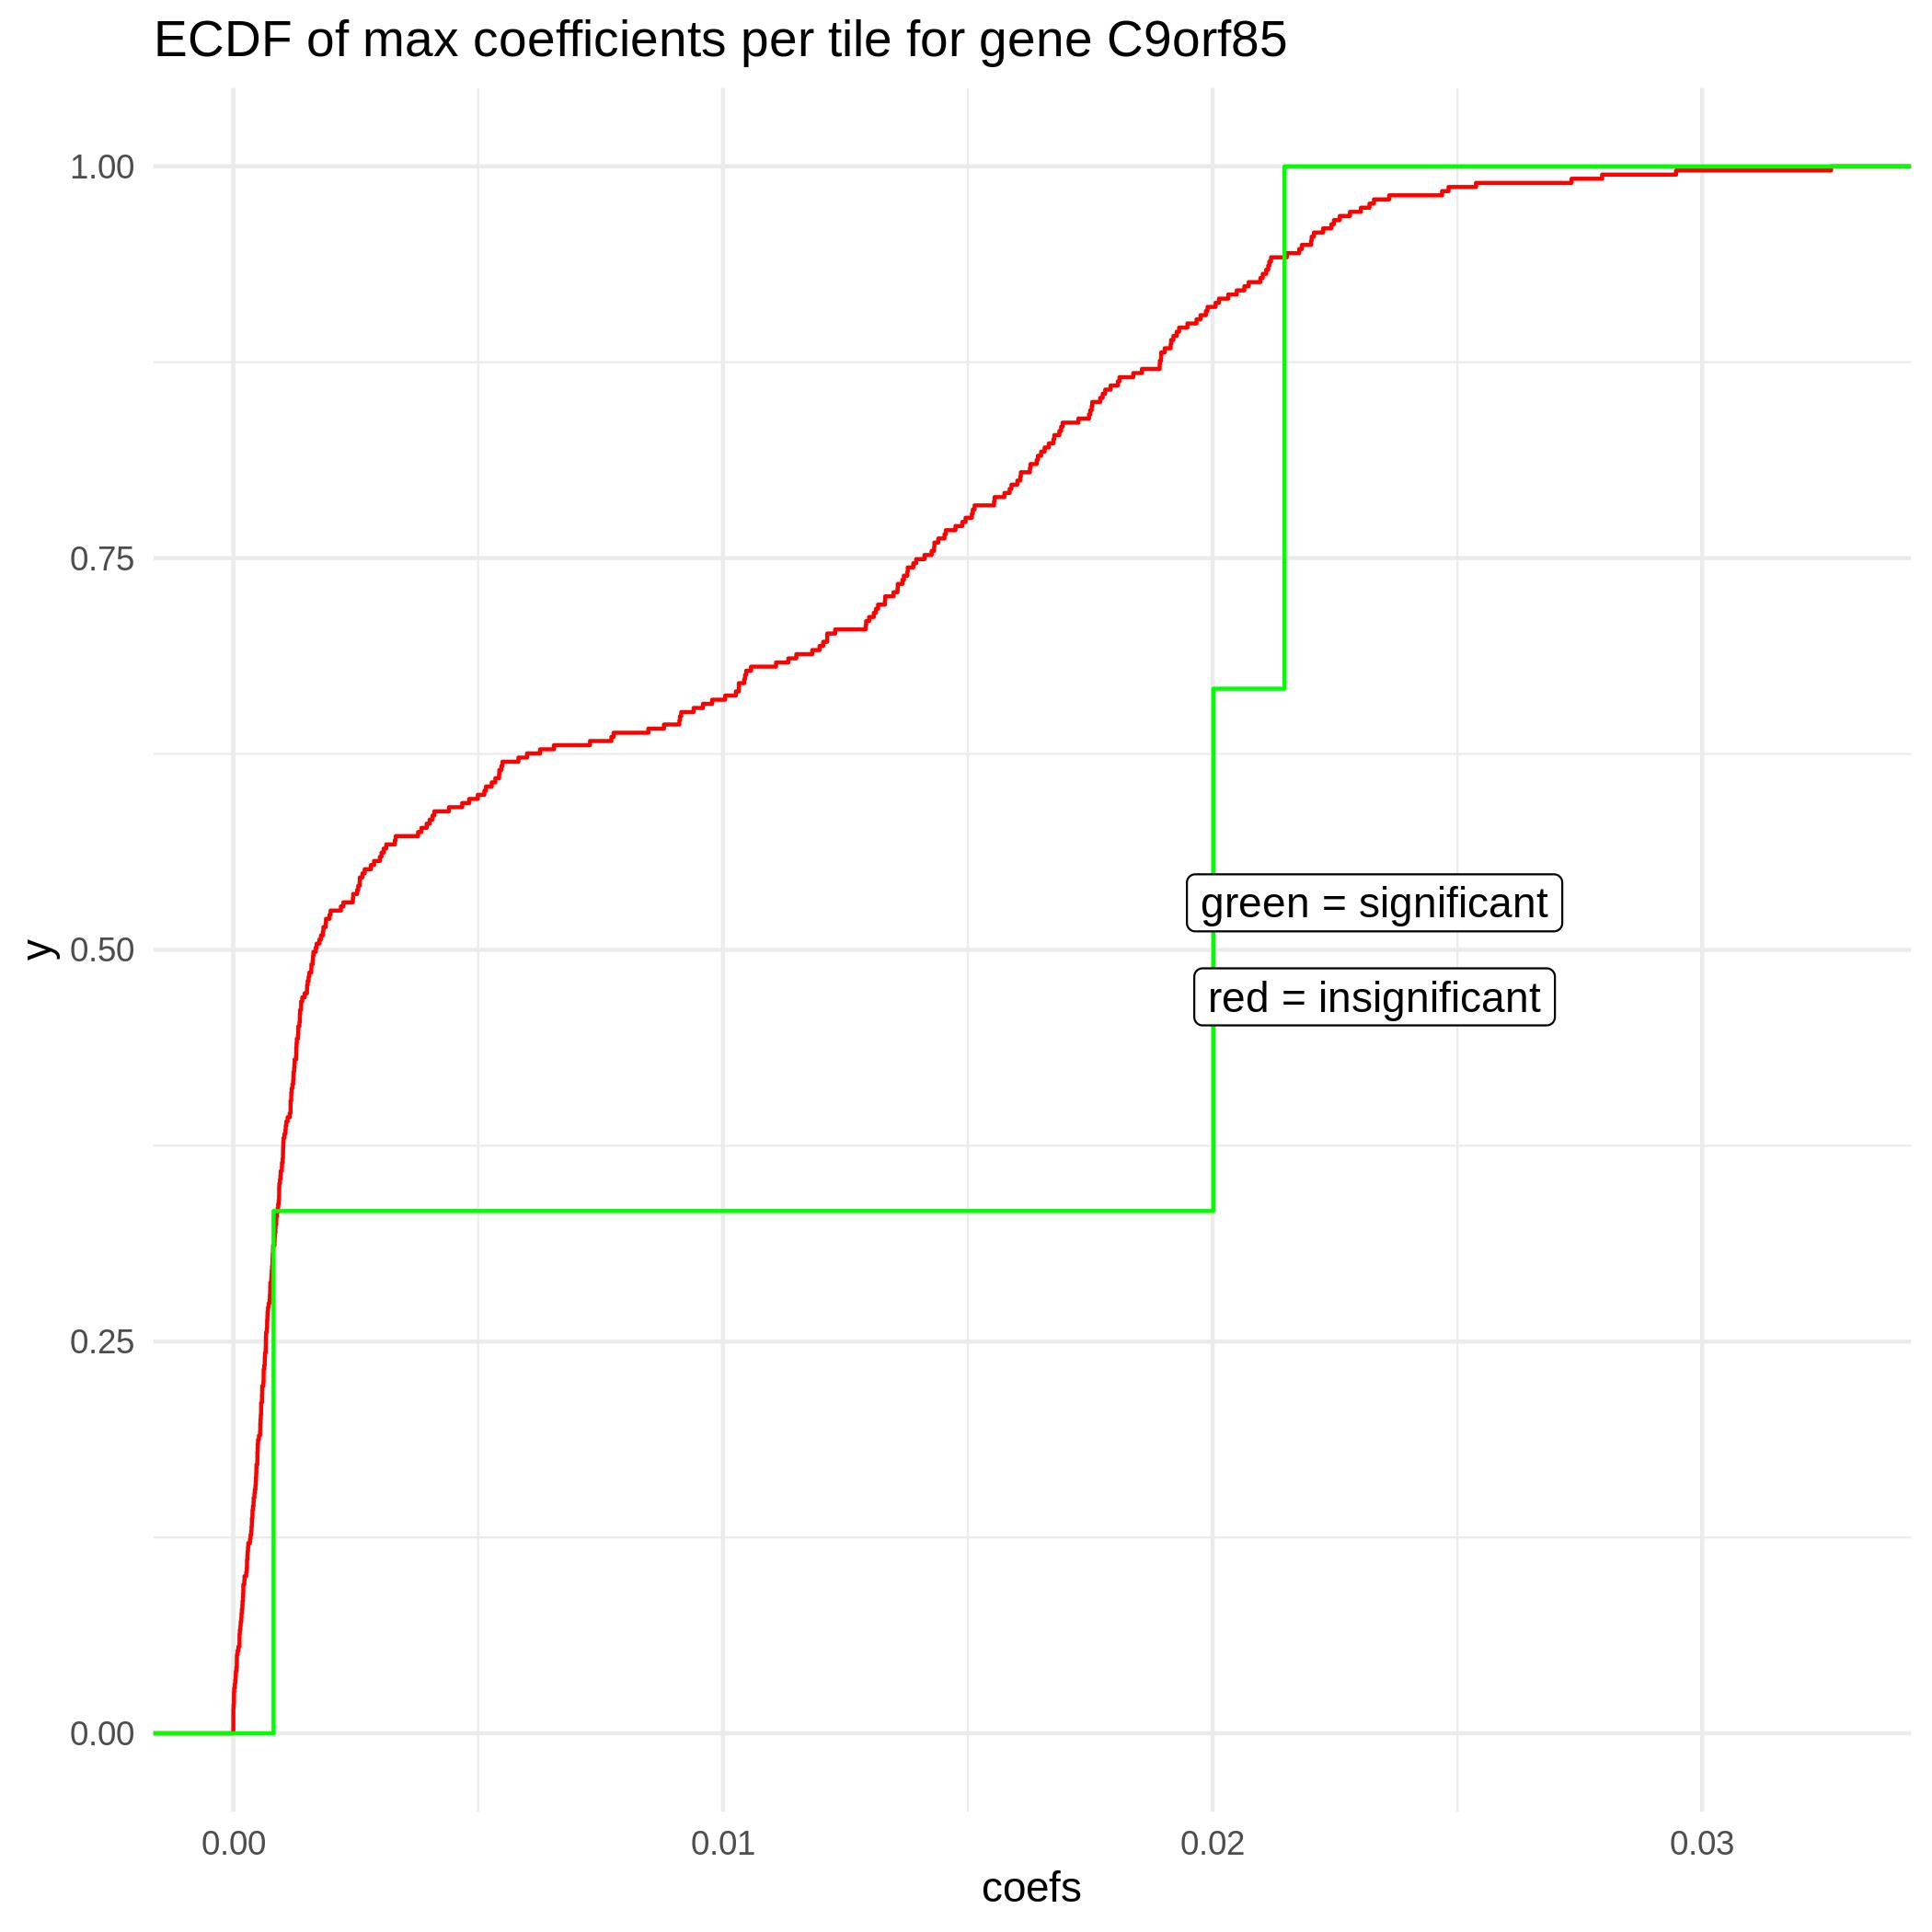 ECDF of max coefficients per tile for gene C9orf85
1.00
0.75
0.50
0.25
0.00
y
green = significant
red = insignificant
0.00
0.01
0.02
0.03
coefs